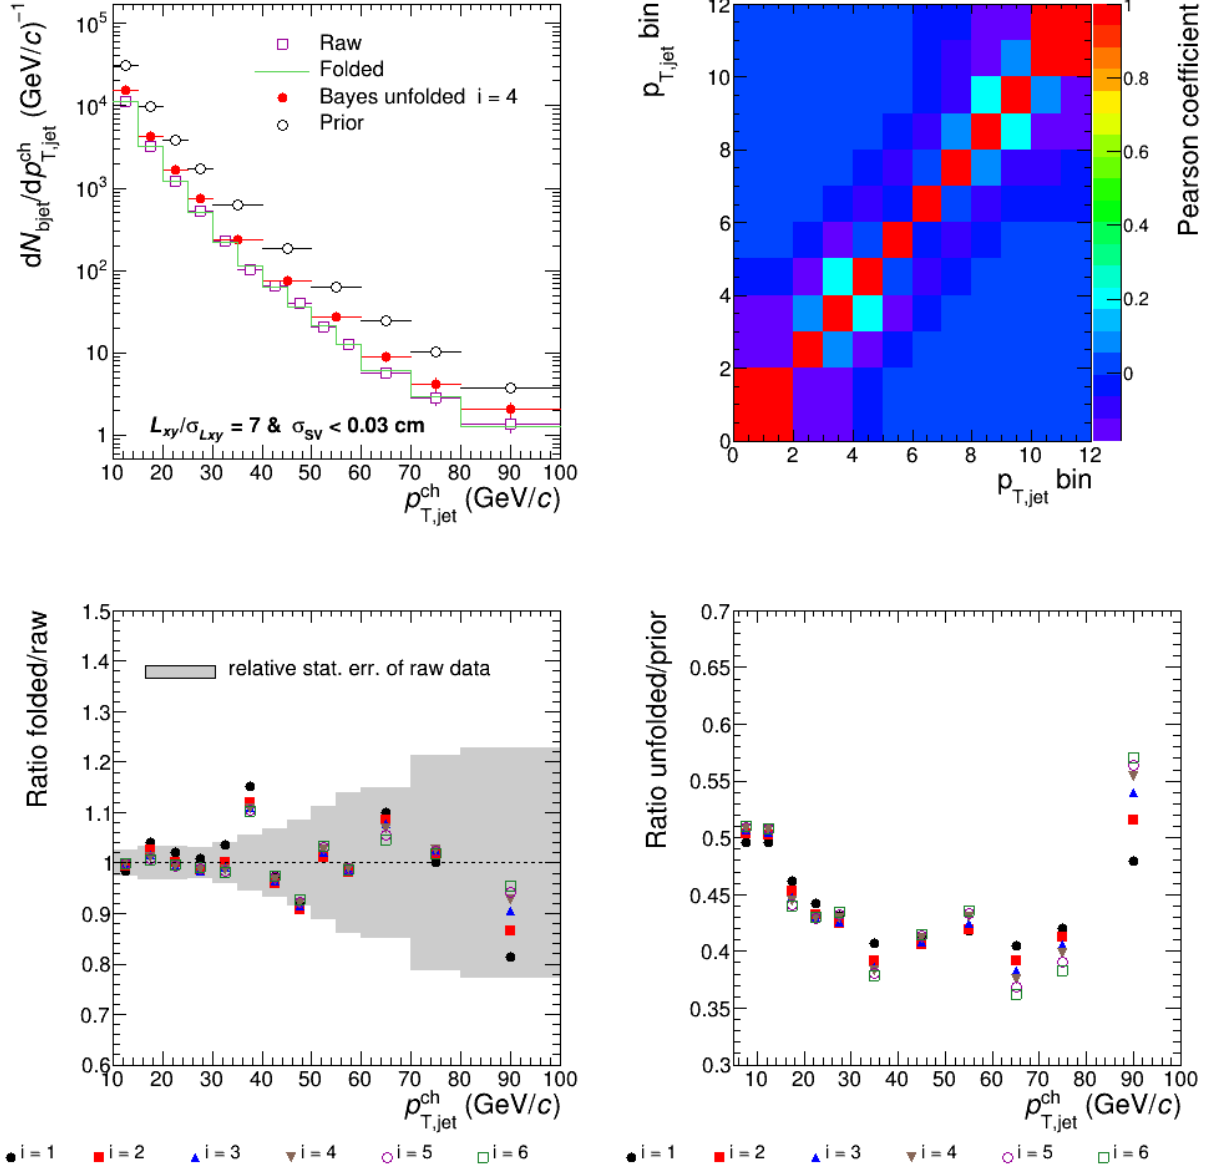 dN_bjet/dp^ch_T,jet (GeV/c)^−1
10^5
10^4
10^3
10^2
10
1
Raw
Folded
Bayes unfolded i = 4
Prior
L_xy/σ_Lxy = 7 & σ_SV < 0.03 cm
10 20 30 40 50 60 70 80 90 100
p^ch_T,jet (GeV/c)
p_T,jet bin
12
10
8
6
4
2
0
0 2 4 6 8 10 12
p_T,jet bin
1
0.8
0.6
0.4
0.2
0
Pearson coefficient
Ratio folded/raw
1.5
1.4
1.3
1.2
1.1
1
0.9
0.8
0.7
0.6
relative stat. err. of raw data
10 20 30 40 50 60 70 80 90 100
p^ch_T,jet (GeV/c)
i = 1 i = 2 i = 3 i = 4 i = 5 i = 6
Ratio unfolded/prior
0.7
0.65
0.6
0.55
0.5
0.45
0.4
0.35
0.3
10 20 30 40 50 60 70 80 90 100
p^ch_T,jet (GeV/c)
i = 1 i = 2 i = 3 i = 4 i = 5 i = 6